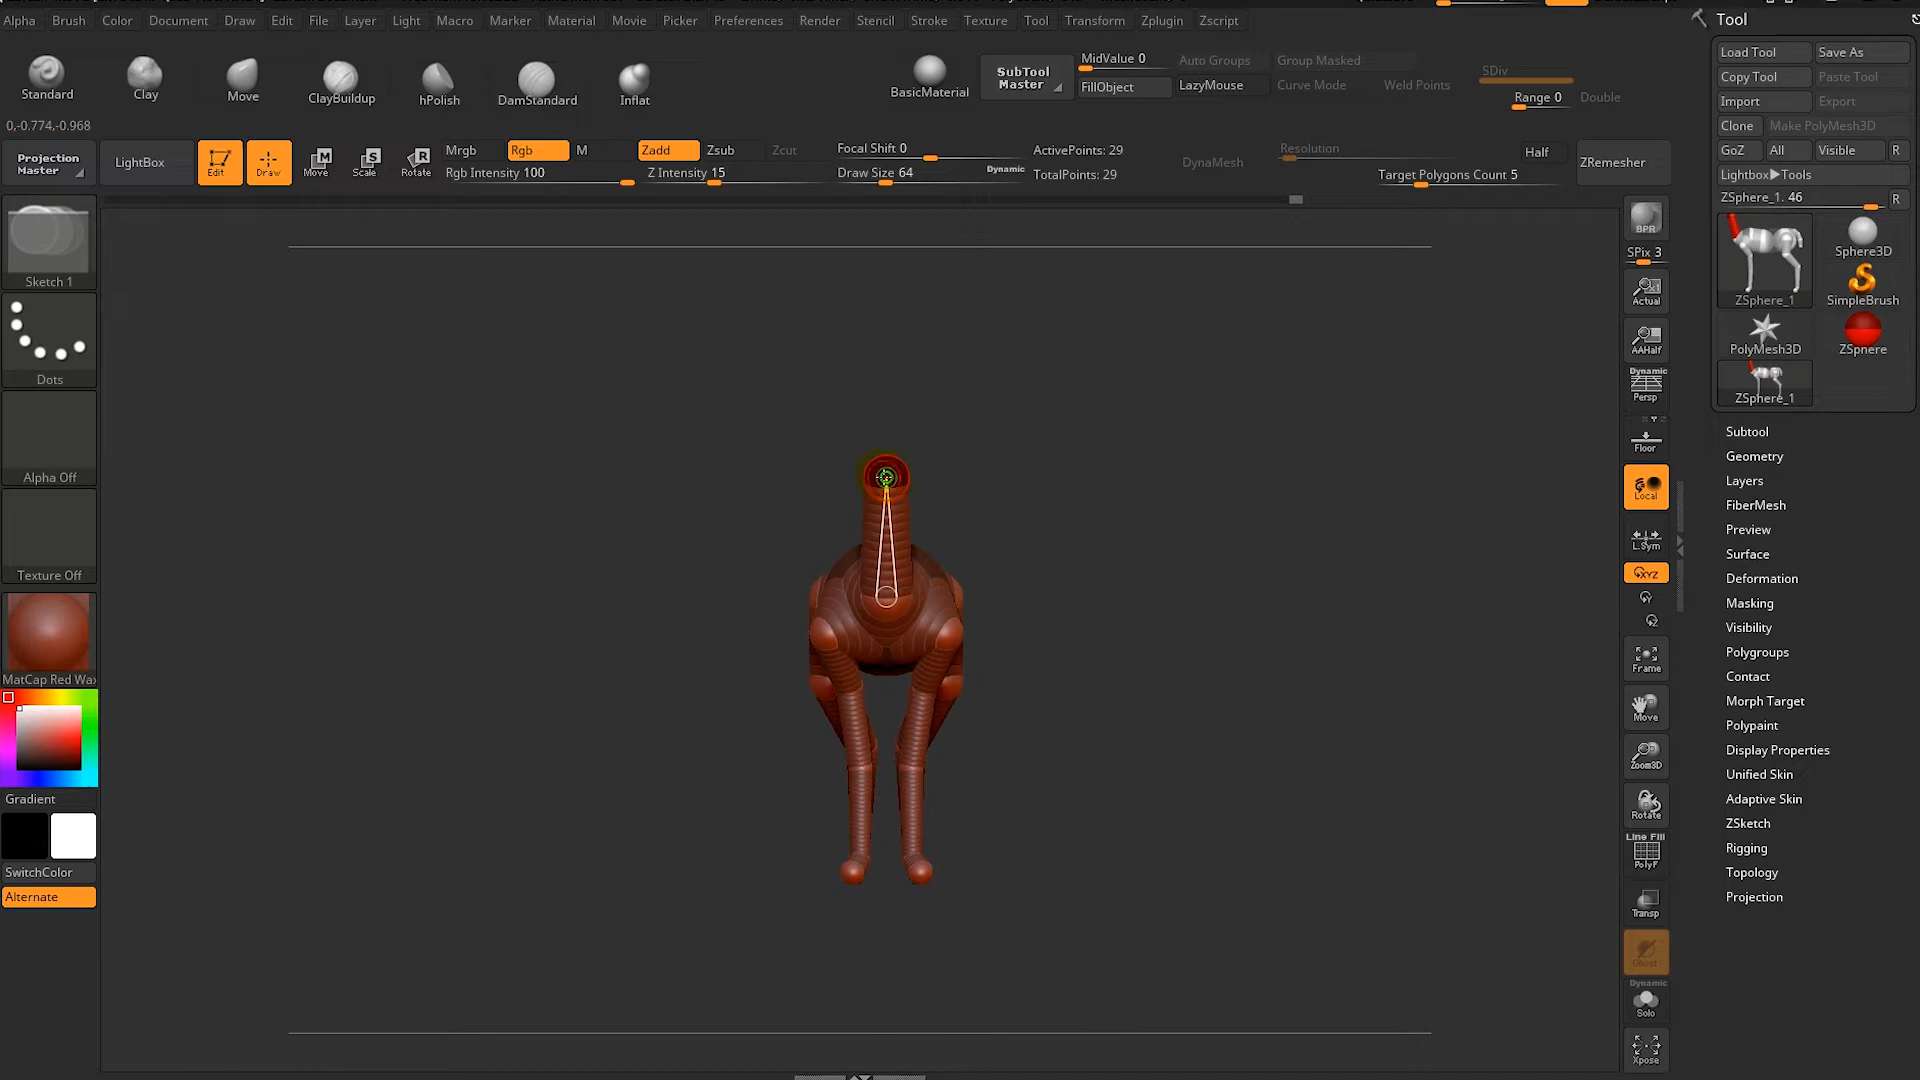 Alpha Brush Color Document Draw Edit File Layer Light Macro Marker Material Movie Picker Preferences Render Stencil Stroke Texture Tool Transform Zplugin Zscript
Tool
Load Tool Save As
Copy Tool Paste Tool
Import Export
Clone Make PolyMesh3D
GoZ All Visible R
Lightbox▶Tools
ZSphere_1. 46 R
ZSphere_1
Sphere3D
SimpleBrush
PolyMesh3D
ZSphere
ZSphere_1
Subtool
Geometry
Layers
FiberMesh
Preview
Surface
Deformation
Masking
Visibility
Polygroups
Contact
Morph Target
Polypaint
Display Properties
Unified Skin
Adaptive Skin
ZSketch
Rigging
Topology
Projection
Standard
Clay
Move
ClayBuildup
hPolish
DamStandard
Inflat
BasicMaterial
SubTool
Master
MidValue 0
FillObject
Auto Groups
LazyMouse
Group Masked
Curve Mode
Weld Points
SDiv
Range 0
Double
0,-0.774,-0.968
Projection
Master
LightBox
Edit
Draw
Move
Scale
Rotate
Mrgb Rgb M
Rgb Intensity 100
Zadd Zsub Zcut
Z Intensity 15
Focal Shift 0
Draw Size 64
Dynamic
ActivePoints: 29
TotalPoints: 29
DynaMesh
Resolution
Half
Target Polygons Count 5
ZRemesher
Sketch 1
Dots
Alpha Off
Texture Off
MatCap Red Wax
Gradient
SwitchColor
Alternate
BPR
SPix 3
Actual
AAHalf
Dynamic
Persp
Floor
Local
L.Sym
XYZ
Y
Z
Frame
Move
Zoom3D
Rotate
Line Fill
PolyF
Transp
Ghost
Dynamic
Solo
Xpose